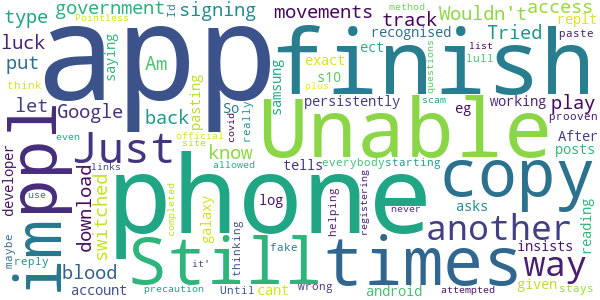 type
Pointless
government
Id
signing
movements
Wouldn't
access
method
luck
put
saying
app
finish
track
Tried
replt
recognised
ect
lull
paste
list
think
Am
exact
s10
plus
questions
let
Google
pasting
back
samsung
So
really
covid
Unable
persistently
eg
working
play
scam
prooven
even
official
site
After
developer
ppl
Just
know
tells
everybody
starting
posts
links
allowed
im
use
download
switched
phone
log
helping
registering
never
asks
copy
another
reading
maybe
reply
blood
account
completed
precaution
galaxy
it'
Still
thinking
Until
cant
fake
Wrong
times
android
attempted
insists
given
way
stays